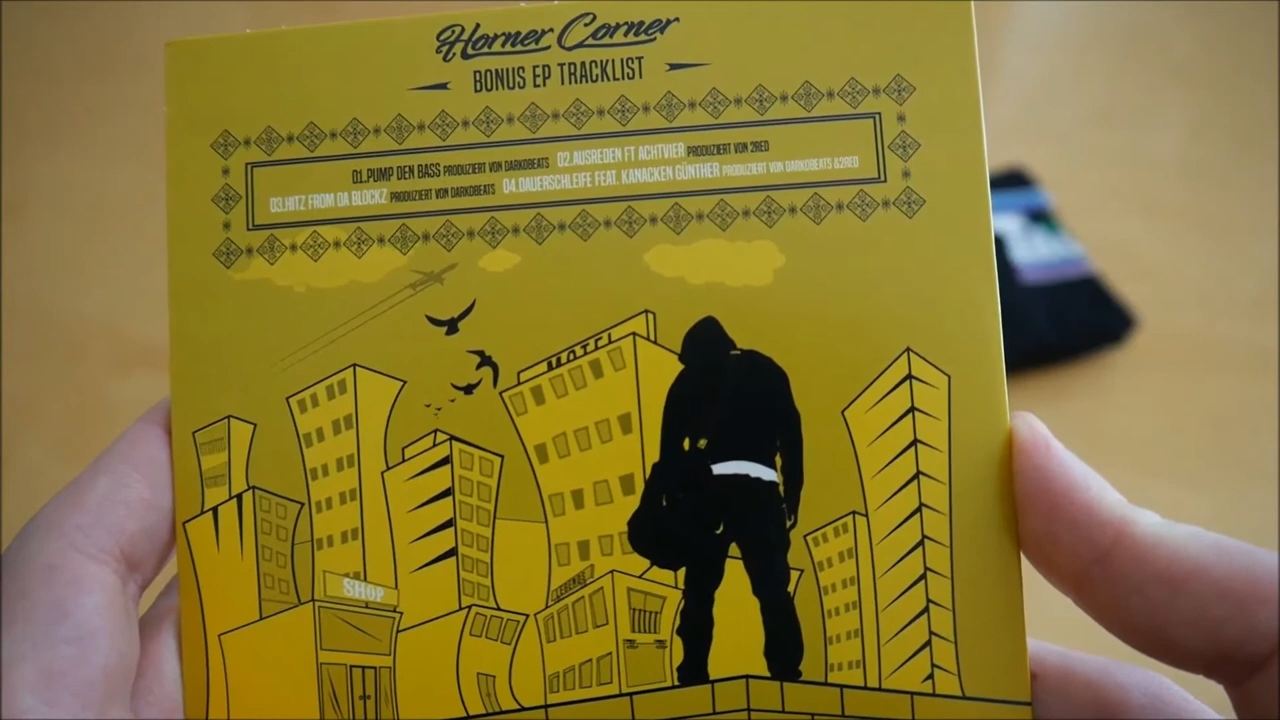 Horner Corner
BONUS EP TRACKLIST
01.PUMP DEN BASS PRODUZIERT VON DARKOBEATS 02.AUSREDEN FT ACHTVIER PRODUZIERT VON 2RED
03.HITZ FROM DA BLOCKZ PRODUZIERT VON DARKOBEATS 04.DAUERSCHLEIFE FEAT. KANACKEN GÜNTHER PRODUZIERT VON DARKOBEATS &2RED
MOTEL
LEGENDS
SHOP